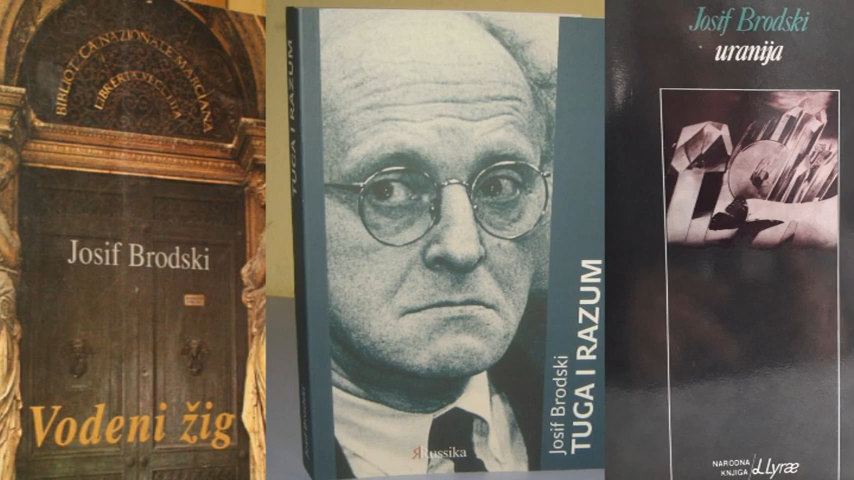 BIBLIOTECA NAZIONALE MARCIANA
LIBRERIA VECCHIA
Josif Brodski
Vodeni žig
TUGA I RAZUM
Josif Brodski
Josif Brodski
TUGA I RAZUM
Russika
Josif Brodski
uranija
NARODNA
KNJIGA
Lyræ